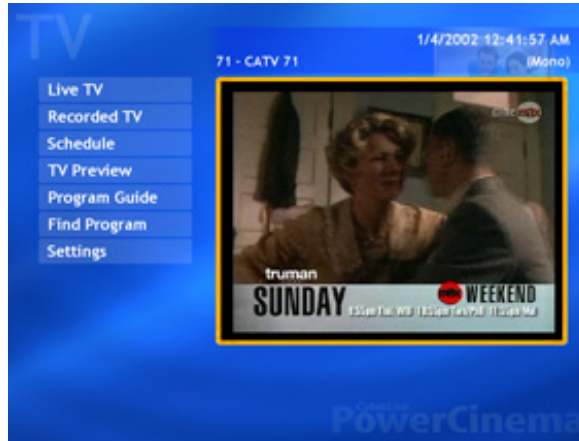 TV
1/4/2002 12:41:57 AM
71 - CATV 71
(Mono)
Live TV
Recorded TV
Schedule
TV Preview
Program Guide
Find Program
Settings
truman
SUNDAY
WEEKEND
CyberLink
PowerCinema